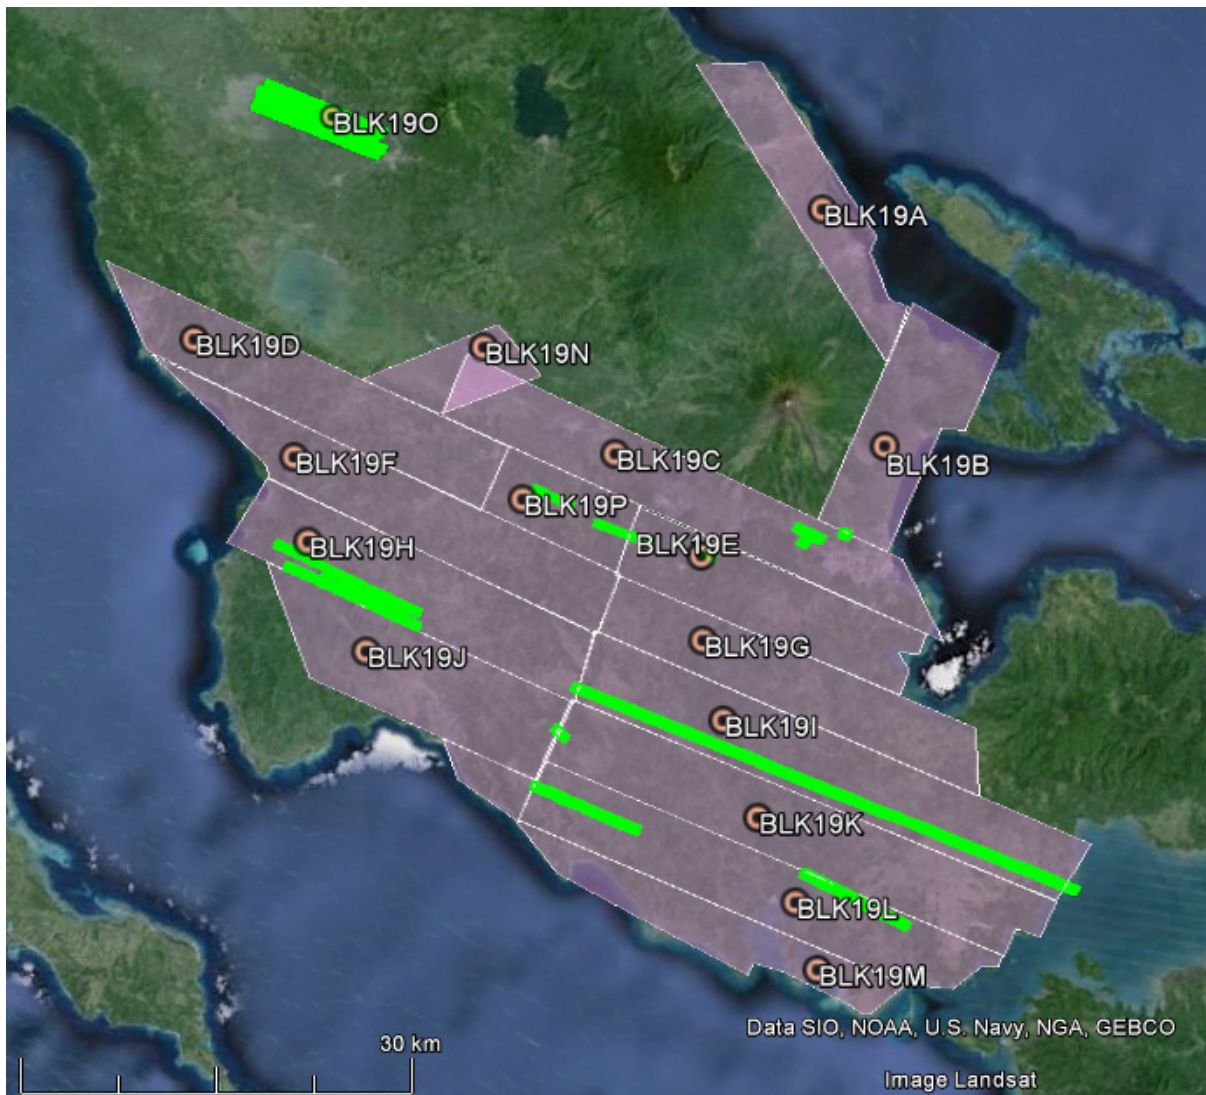 BLK19O
BLK19A
BLK19D
BLK19N
BLK19F
BLK19C
BLK19B
BLK19P
BLK19H
BLK19E
BLK19G
BLK19J
BLK19I
BLK19K
BLK19L
BLK19M
Data SIO, NOAA, U.S. Navy, NGA, GEBCO
30 km
Image Landsat